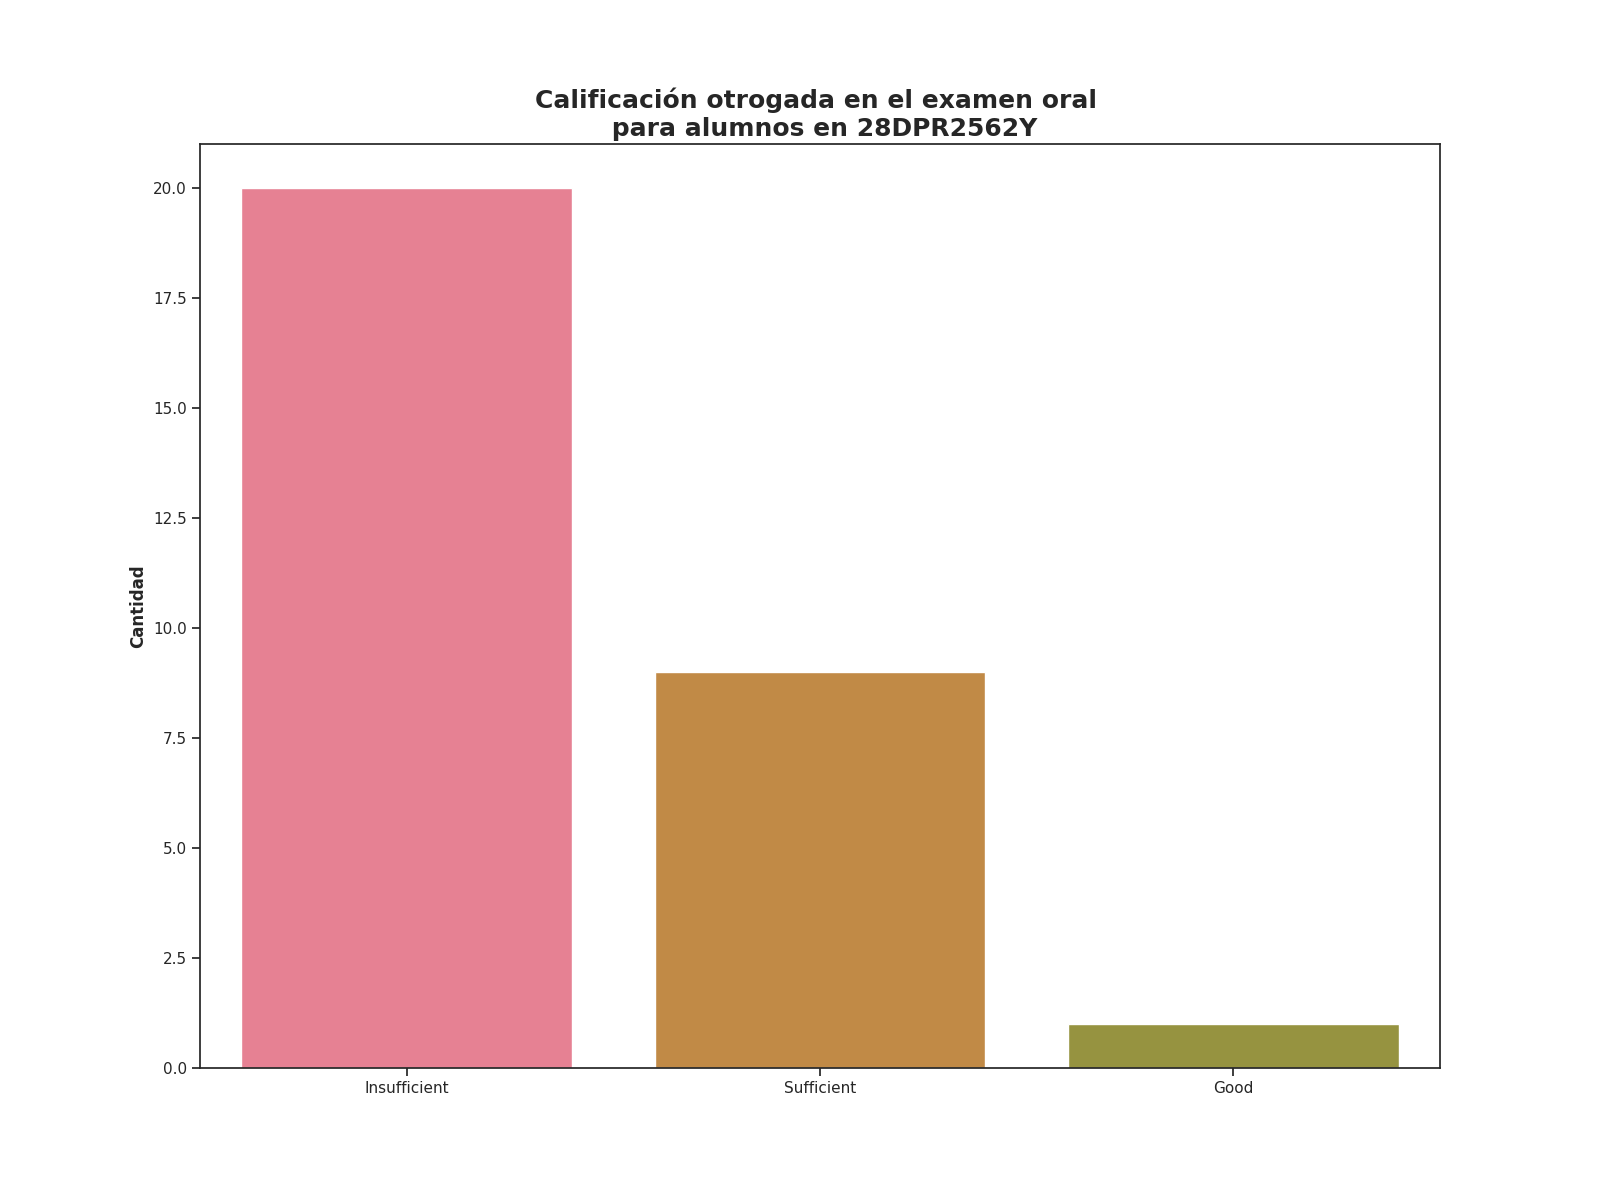 Calificación otrogada en el examen oral
para alumnos en 28DPR2562Y
Cantidad
20.0
17.5
15.0
12.5
10.0
7.5
5.0
2.5
0.0
Insufficient
Sufficient
Good